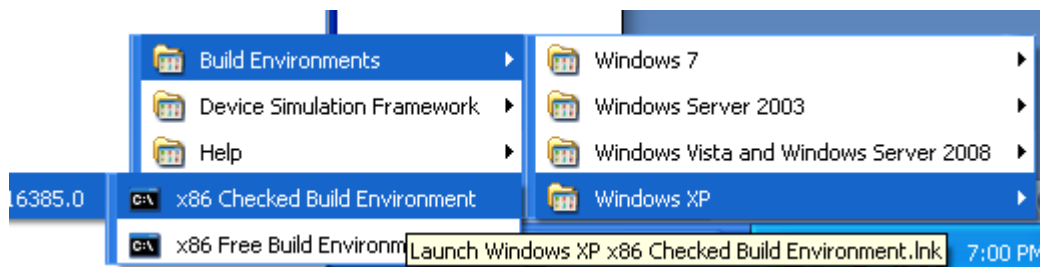 Build Environments
Device Simulation Framework
Help
Windows 7
Windows Server 2003
Windows Vista and Windows Server 2008
Windows XP
16385.0
C:\ x86 Checked Build Environment
C:\ x86 Free Build Environm
Launch Windows XP x86 Checked Build Environment.lnk
7:00 PM